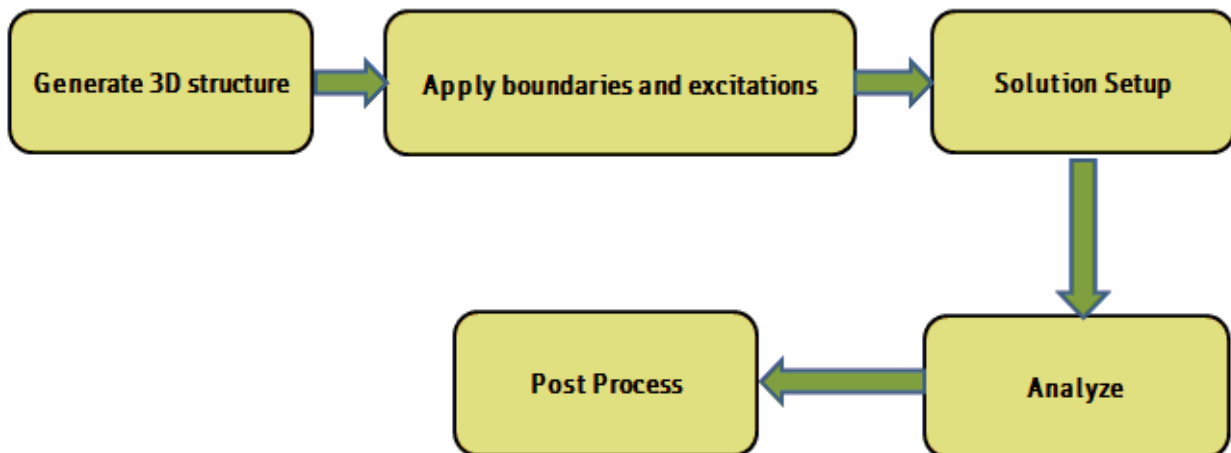 Generate 3D structure
Apply boundaries and excitations
Solution Setup
Analyze
Post Process